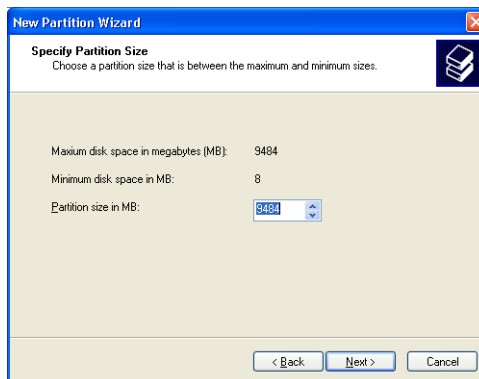 New Partition Wizard
Specify Partition Size
Choose a partition size that is between the maximum and minimum sizes.
Maxium disk space in megabytes (MB): 9484
Minimum disk space in MB: 8
Partition size in MB: 9484
< Back Next > Cancel